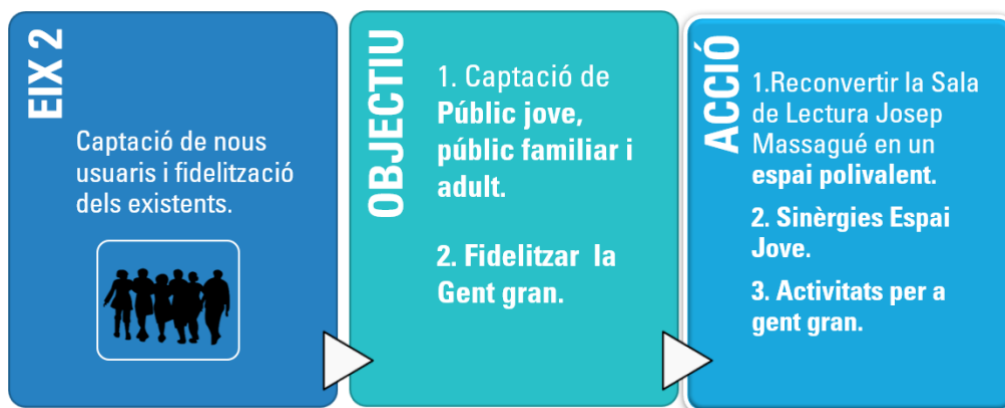 EIX 2
Captació de nous
usuaris i fidelització
dels existents.
OBJECTIU
1. Captació de
Públic jove,
públic familiar i
adult.
2. Fidelitzar la
Gent gran.
ACCIÓ
1.Reconvertir la Sala
de Lectura Josep
Massagué en un
espai polivalent.
2. Sinèrgies Espai
Jove.
3. Activitats per a
gent gran.